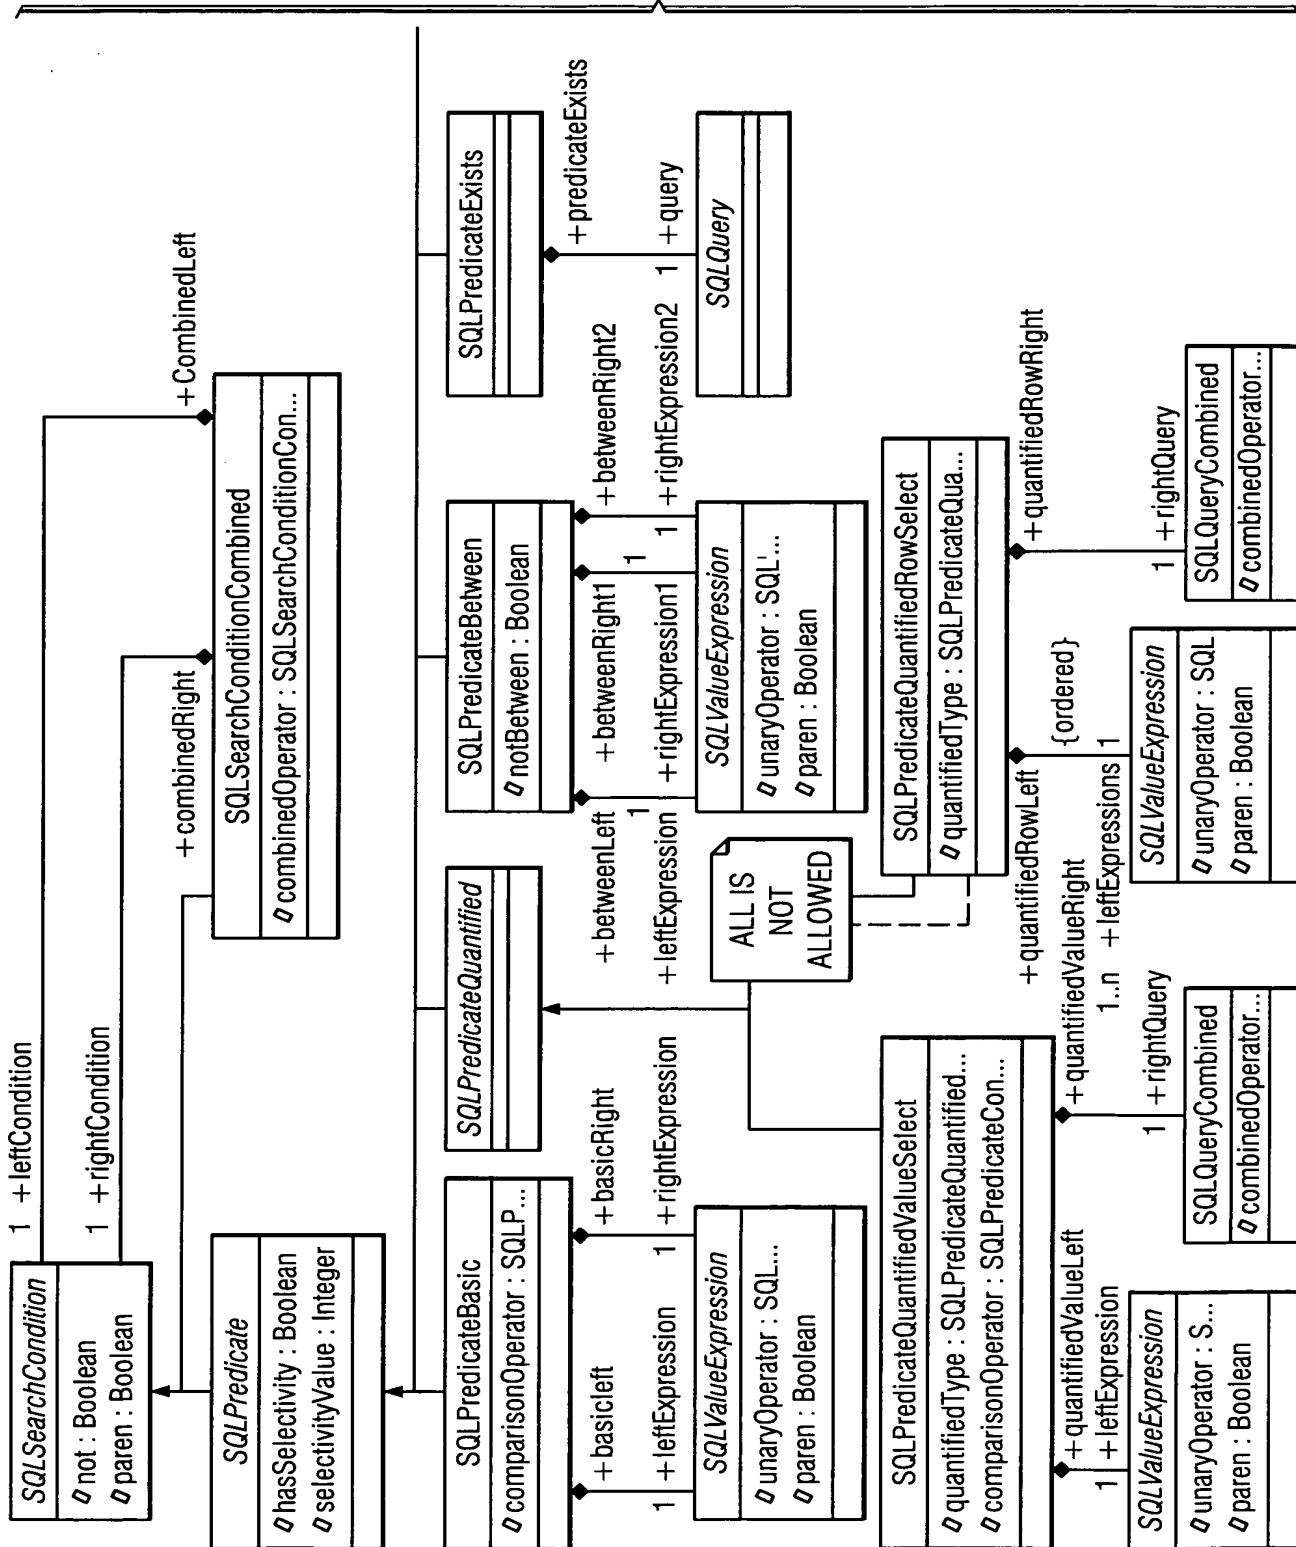 SQLSearchCondition
not : Boolean
paren : Boolean
1 +leftCondition
1 +rightCondition
+combinedRight
+CombinedLeft
SQLSearchConditionCombined
combinedOperator : SQLSearchConditionCon...
SQLPredicate
hasSelectivity : Boolean
selectivityValue : Integer
SQLPredicateBasic
comparisonOperator : SQLP...
SQLPredicateQuantified
SQLPredicateBetween
notBetween : Boolean
SQLPredicateExists
+basicleft
+basicRight
1 +leftExpression
1 +rightExpression
SQLValueExpression
unaryOperator : SQL...
paren : Boolean
+betweenLeft
+betweenRight1
+betweenRight2
+leftExpression
1
+rightExpression1
1
1 +rightExpression2
SQLValueExpression
unaryOperator : SQL'...
paren : Boolean
+predicateExists
1 +query
SQLQuery
ALL IS
NOT
ALLOWED
SQLPredicateQuantifiedValueSelect
quantifiedType : SQLPredicateQuantified...
comparisonOperator : SQLPredicateCon...
SQLPredicateQuantifiedRowSelect
quantifiedType : SQLPredicateQua...
+quantifiedValueLeft
1 +leftExpression
+quantifiedValueRight
1 +rightQuery
+quantifiedRowLeft
{ordered}
1..n +leftExpressions 1
+quantifiedRowRight
1 +rightQuery
SQLValueExpression
unaryOperator : S...
paren : Boolean
SQLQueryCombined
combinedOperator...
SQLValueExpression
unaryOperator : SQL
paren : Boolean
SQLQueryCombined
combinedOperator...